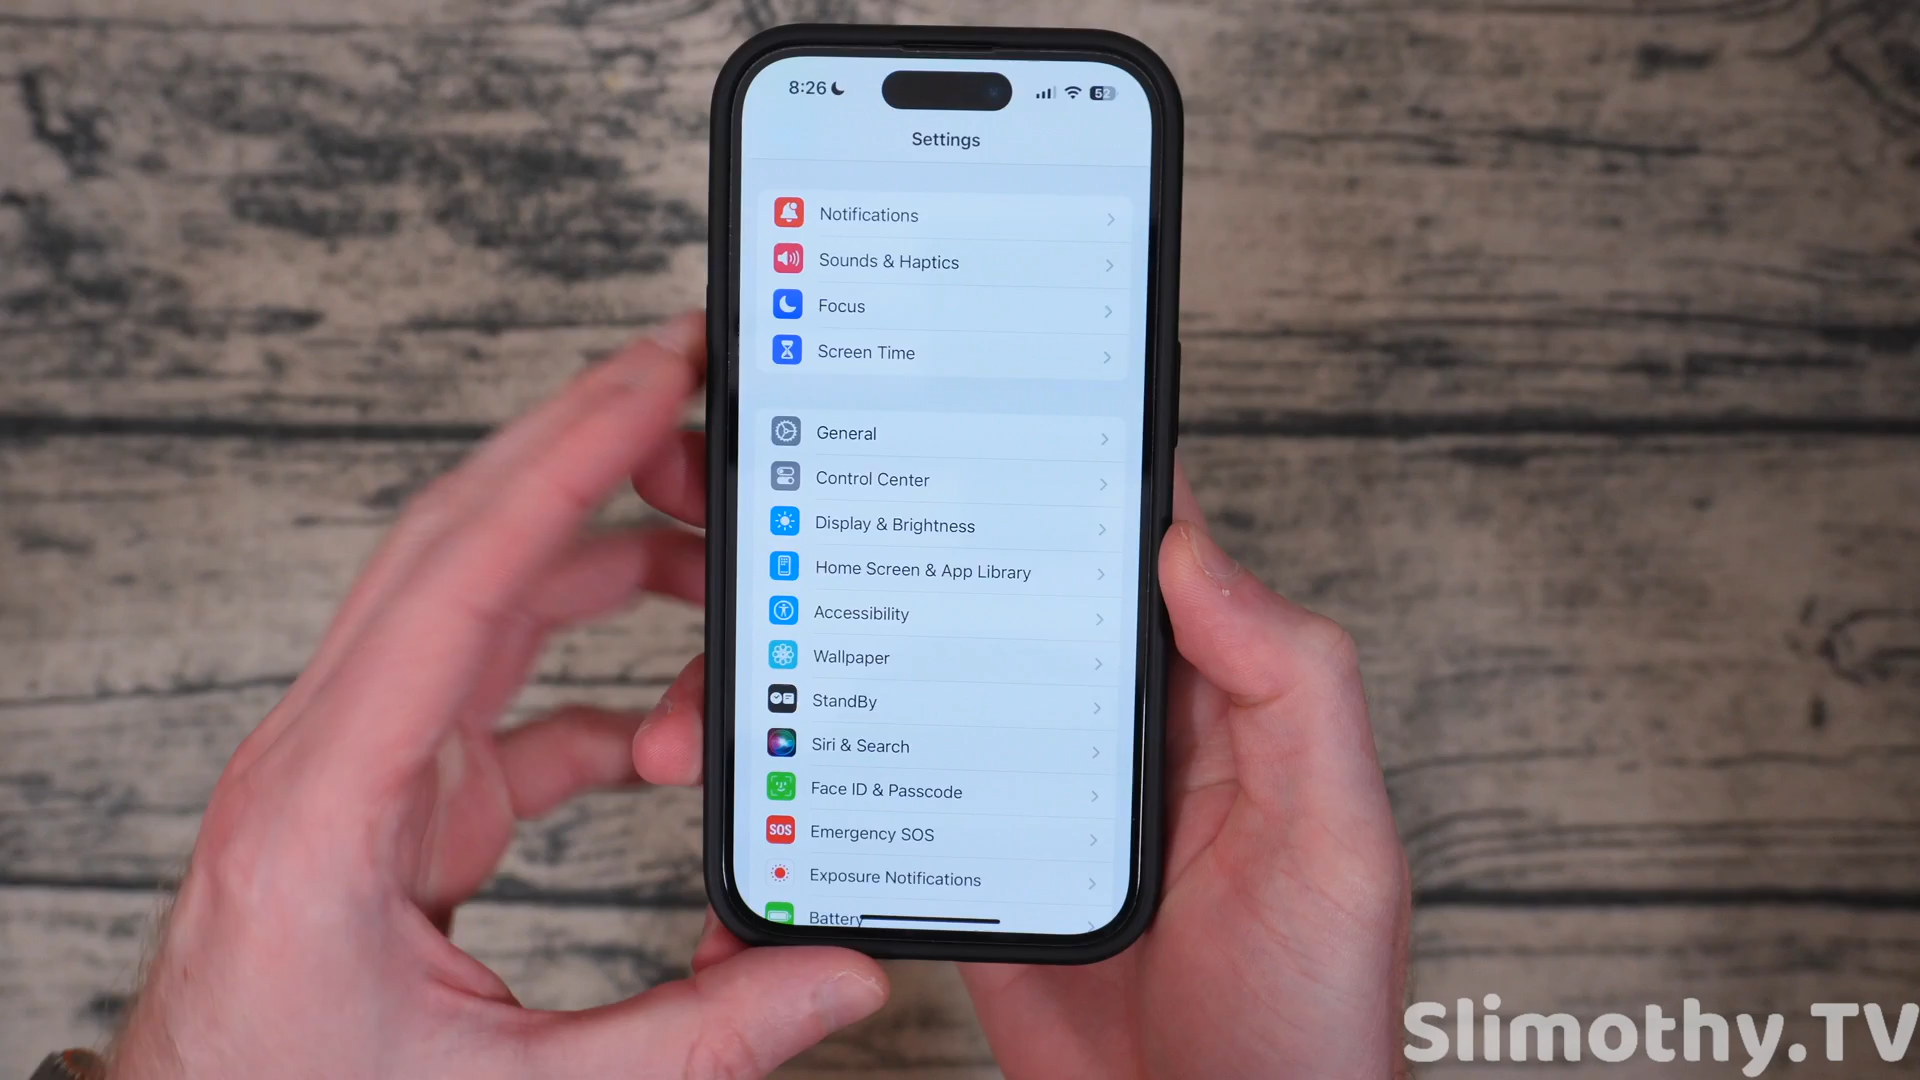 8:26
52
Settings
Notifications
Sounds & Haptics
Focus
Screen Time
General
Control Center
Display & Brightness
Home Screen & App Library
Accessibility
Wallpaper
StandBy
Siri & Search
Face ID & Passcode
SOS
Emergency SOS
Exposure Notifications
Battery
Slimothy.TV